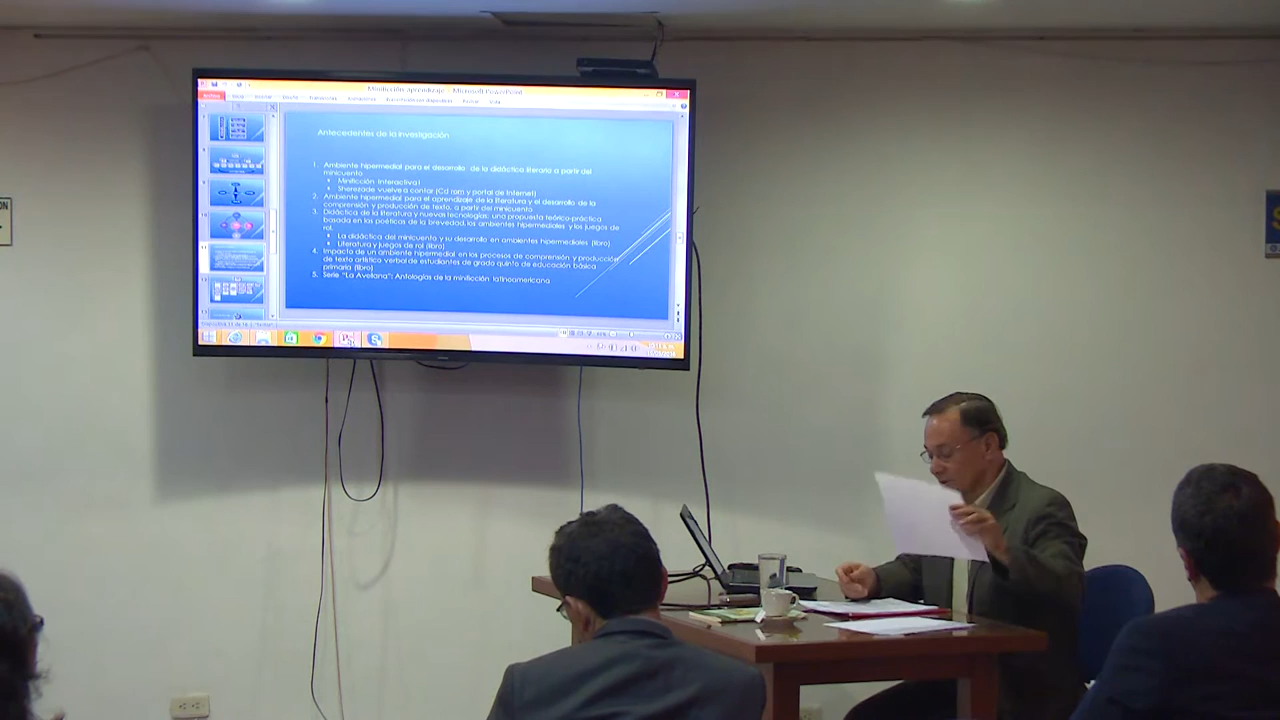 Minificción aprendizaje - Microsoft PowerPoint
Antecedentes de la investigación
1. Ambiente hipermedial para el desarrollo de la didáctica literaria a partir del
minicuento
• Minificción Interactiva I
• Sherezade vuelve a contar (Cd rom y portal de Internet)
2. Ambiente hipermedial para el aprendizaje de la literatura y el desarrollo de la
comprensión y producción de texto, a partir del minicuento
3. Didáctica de la literatura y nuevas tecnologías: una propuesta teórico-práctica
basada en las poéticas de la brevedad, los ambientes hipermediales y los juegos de
rol.
• La didáctica del minicuento y su desarrollo en ambientes hipermediales (libro)
• Literatura y juegos de rol (libro)
4. Impacto de un ambiente hipermedial en los procesos de comprensión y producción
de texto artístico verbal de estudiantes de grado quinto de educación básica
primaria (libro)
5. Serie "La Avellana": Antologías de la minificción latinoamericana